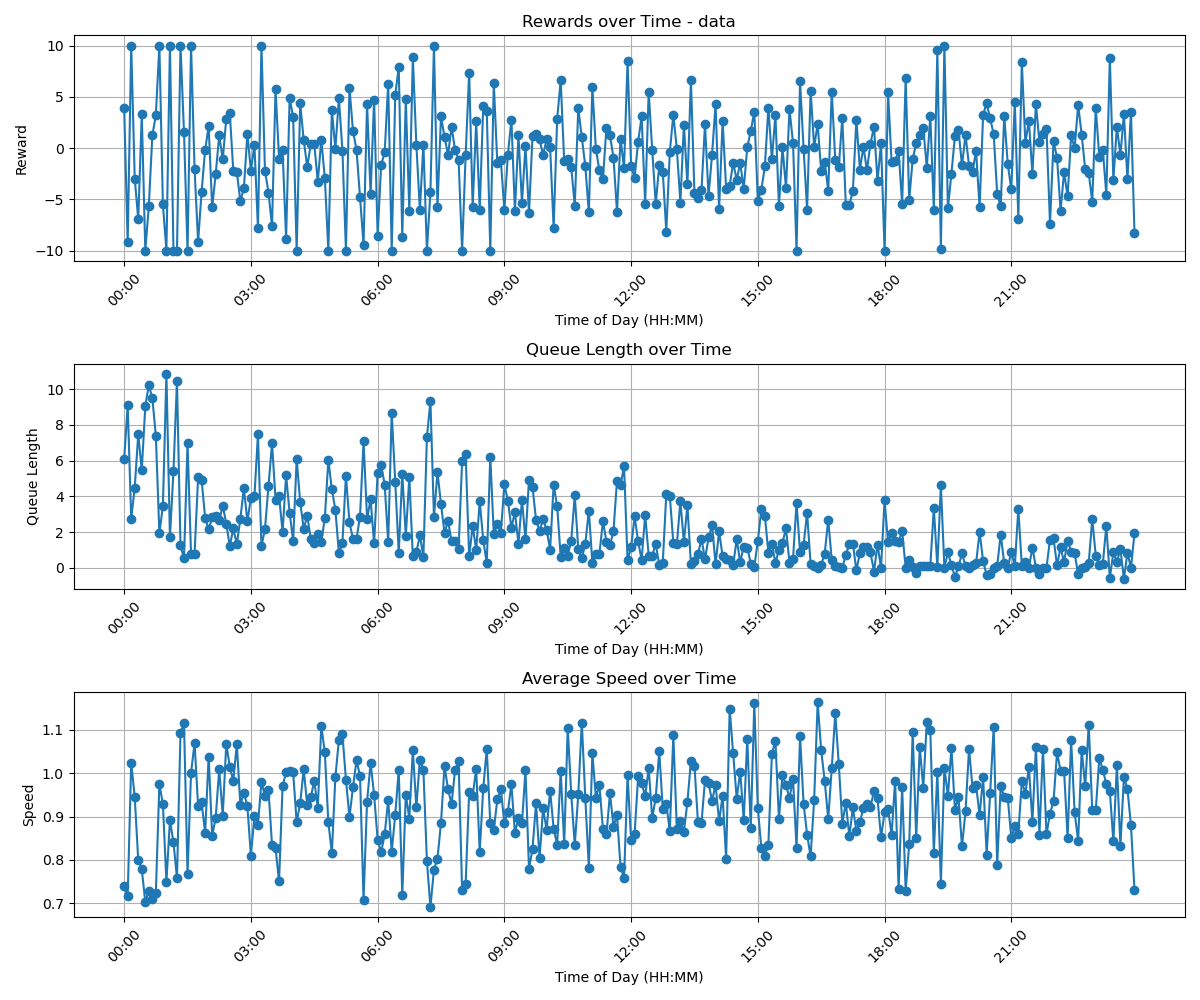 Rewards over Time - data
10
5
0
−5
−10
Reward
00:00 03:00 06:00 09:00 12:00 15:00 18:00 21:00
Time of Day (HH:MM)
Queue Length over Time
10
8
6
4
2
0
Queue Length
00:00 03:00 06:00 09:00 12:00 15:00 18:00 21:00
Time of Day (HH:MM)
Average Speed over Time
1.1
1.0
0.9
0.8
0.7
Speed
00:00 03:00 06:00 09:00 12:00 15:00 18:00 21:00
Time of Day (HH:MM)